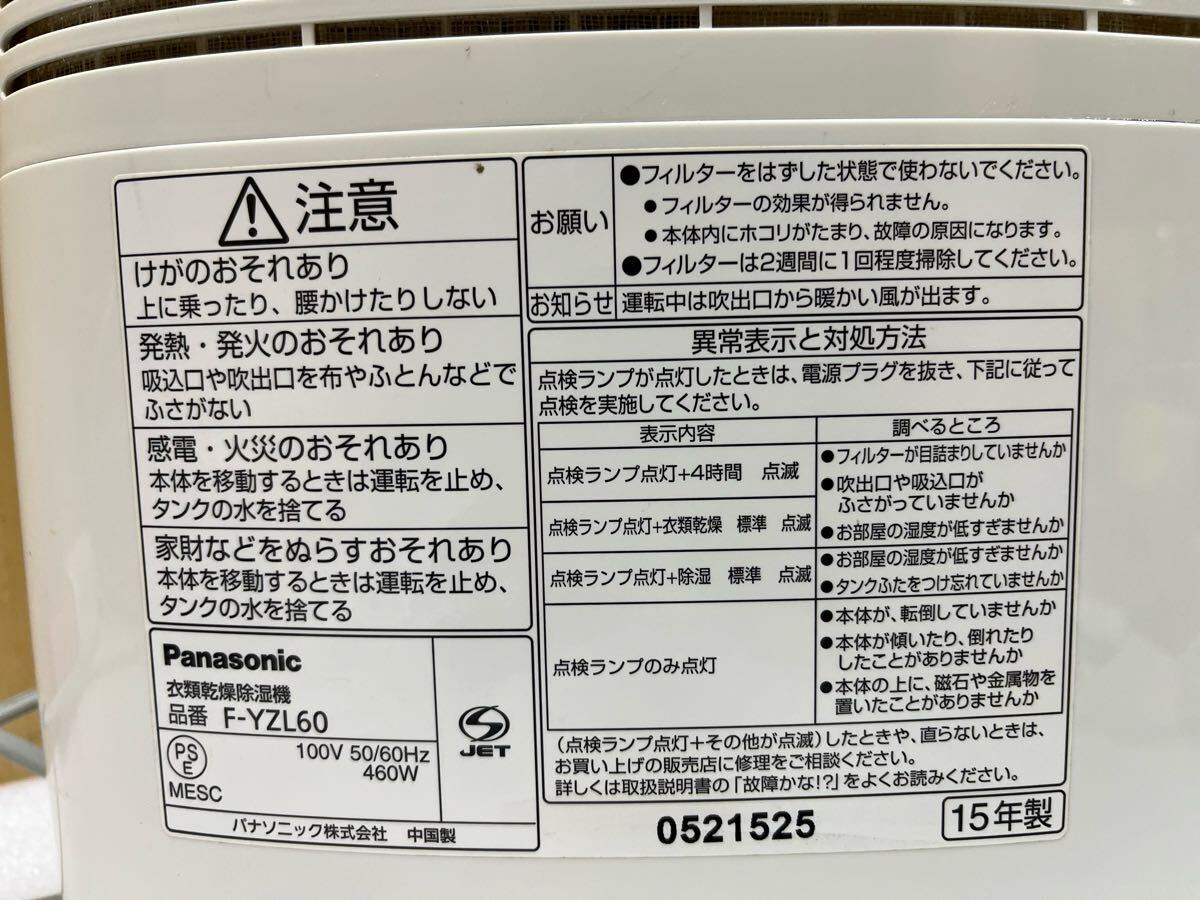 注意
けがのおそれあり
上に乗ったり、腰かけたりしない
発熱・発火のおそれあり
吸込口や吹出口を布やふとんなどで
ふさがない
感電・火災のおそれあり
本体を移動するときは運転を止め、
タンクの水を捨てる
家財などをぬらすおそれあり
本体を移動するときは運転を止め、
タンクの水を捨てる
Panasonic
衣類乾燥除湿機
品番 F-YZL60
PS
E
MESC
100V 50/60Hz
460W
JET
パナソニック株式会社 中国製
お願い
●フィルターをはずした状態で使わないでください。
●フィルターの効果が得られません。
●本体内にホコリがたまり、故障の原因になります。
●フィルターは2週間に1回程度掃除してください。
お知らせ 運転中は吹出口から暖かい風が出ます。
異常表示と対処方法
点検ランプが点灯したときは、電源プラグを抜き、下記に従って
点検を実施してください。
表示内容 調べるところ
点検ランプ点灯+4時間 点滅
点検ランプ点灯+衣類乾燥 標準 点滅
●フィルターが目詰まりしていませんか
●吹出口や吸込口が
ふさがっていませんか
●お部屋の湿度が低すぎませんか
点検ランプ点灯+除湿 標準 点滅
●お部屋の湿度が低すぎませんか
●タンクふたをつけ忘れていませんか
点検ランプのみ点灯
●本体が、転倒していませんか
●本体が傾いたり、倒れたり
したことがありませんか
●本体の上に、磁石や金属物を
置いたことがありませんか
(点検ランプ点灯+その他が点滅)したときや、直らないときは、
お買い上げの販売店に修理をご相談ください。
詳しくは取扱説明書の「故障かな!?」をよくお読みください。
0521525
15年製